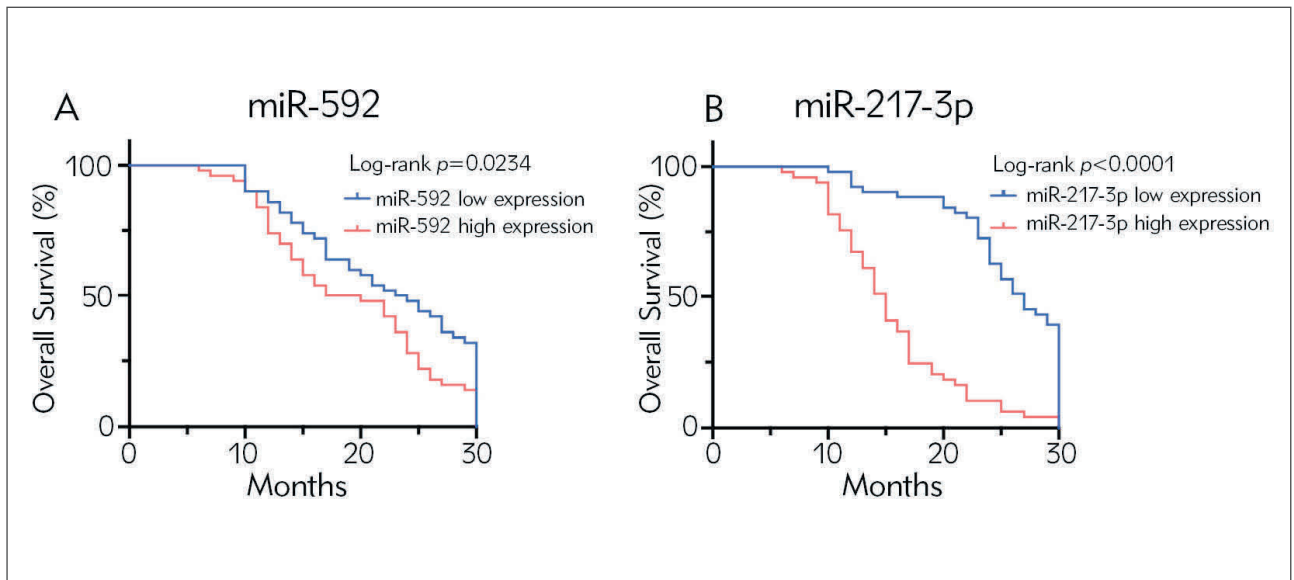 A
miR-592
Log-rank p=0.0234
miR-592 low expression
miR-592 high expression
Overall Survival (%)
100
50
0
0
10
20
30
Months
B
miR-217-3p
Log-rank p<0.0001
miR-217-3p low expression
miR-217-3p high expression
Overall Survival (%)
100
50
0
0
10
20
30
Months